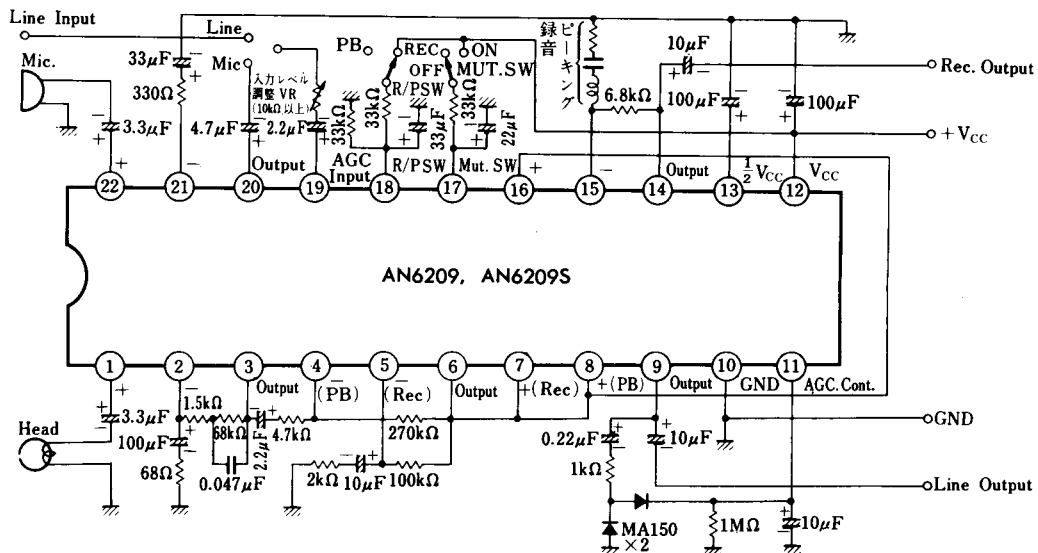 Line Input
Line
Mic.
33μF
330Ω
3.3μF
Mic
4.7μF
Output
入力レベル
調整 VR
(10kΩ以上)
2.2μF
PB
REC
ON
OFF
MUT.SW
R/PSW
33kΩ
33kΩ
33μF
33kΩ
22μF
AGC
Input
R/PSW
Mut. SW
録音
ピーキング
6.8kΩ
10μF
Rec. Output
100μF
100μF
+VCC
Output
½VCC
VCC
22
21
20
19
18
17
16
15
14
13
12
AN6209, AN6209S
1
2
3
4
5
6
7
8
9
10
11
Output
(PB)
(Rec)
Output
+(Rec)
+(PB)
Output
GND
AGC. Cont.
Head
3.3μF
100μF
68Ω
1.5kΩ
68kΩ
0.047μF
2.2μF
4.7kΩ
270kΩ
2kΩ
10μF
100kΩ
0.22μF
1kΩ
10μF
MA150
×2
1MΩ
10μF
GND
Line Output